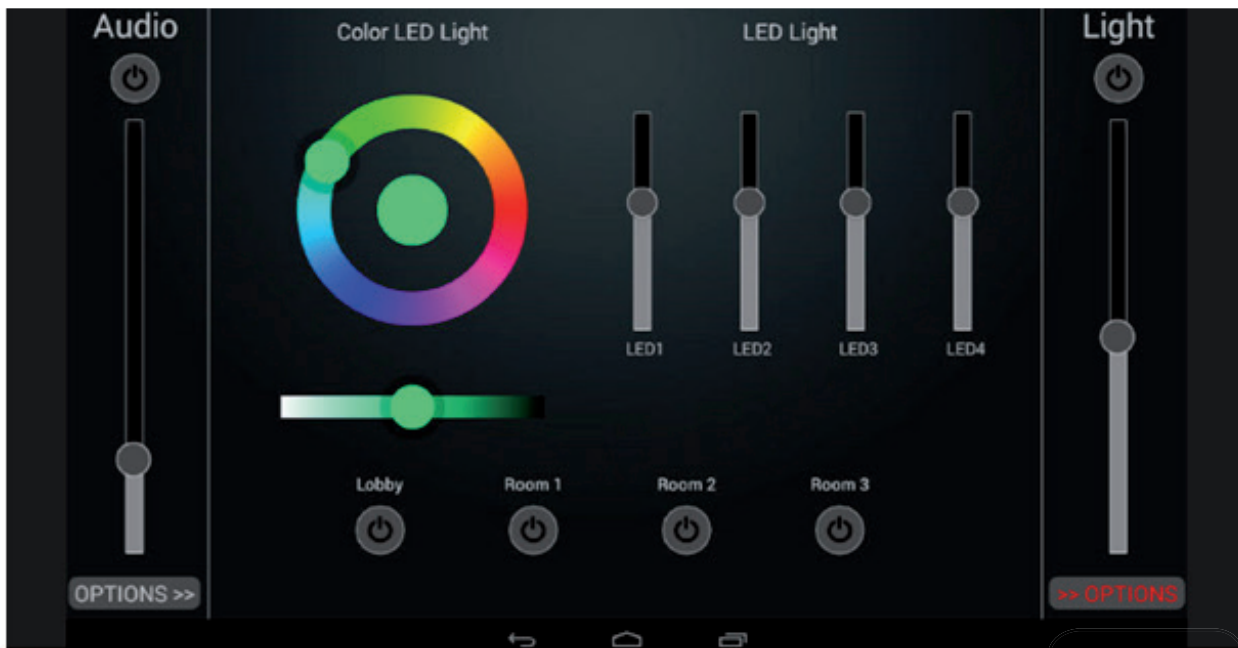 Audio
Color LED Light
LED Light
Light
LED1
LED2
LED3
LED4
Lobby
Room 1
Room 2
Room 3
OPTIONS >>
>> OPTIONS